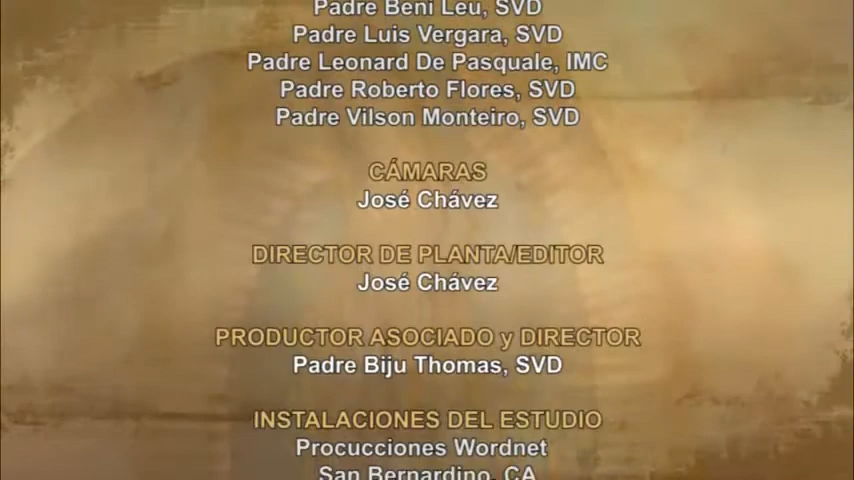 Padre Beni Leu, SVD
Padre Luis Vergara, SVD
Padre Leonard De Pasquale, IMC
Padre Roberto Flores, SVD
Padre Vilson Monteiro, SVD
CÁMARAS
José Chávez
DIRECTOR DE PLANTA/EDITOR
José Chávez
PRODUCTOR ASOCIADO y DIRECTOR
Padre Biju Thomas, SVD
INSTALACIONES DEL ESTUDIO
Procucciones Wordnet
San Bernardino, CA